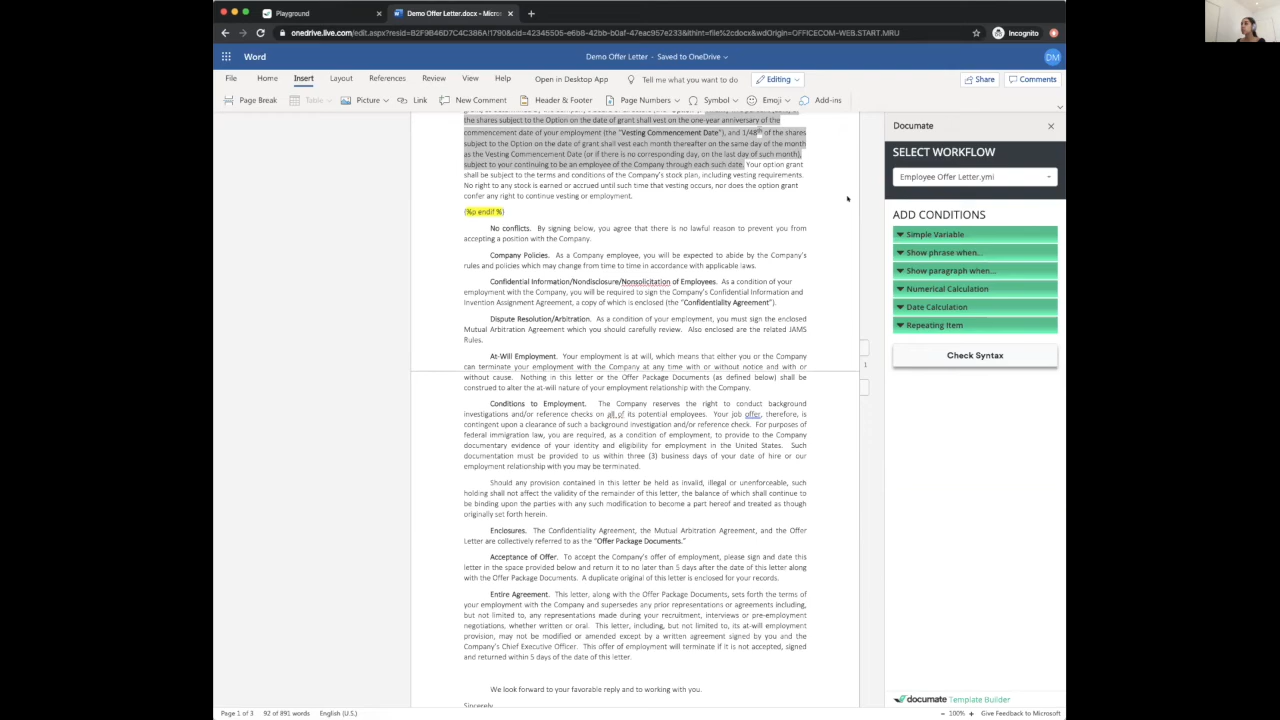 Playground
Demo Offer Letter.docx - Micros
onedrive.live.com/edit.aspx?resid=B2F9B46D7C4C386A!1790&cid=42345505-e6b8-42bb-b0af-47eac957e233&ithint=file%2cdocx&wdOrigin=OFFICECOM-WEB.START.MRU
Incognito
Word
Demo Offer Letter - Saved to OneDrive
DM
File Home Insert Layout References Review View Help Open in Desktop App Tell me what you want to do Editing Share Comments
Page Break Table Picture Link New Comment Header & Footer Page Numbers Symbol Emoji Add-ins
the shares subject to the Option on the date of grant shall vest on the one-year anniversary of the
commencement date of your employment (the "Vesting Commencement Date"), and 1/48th of the shares
subject to the Option on the date of grant shall vest each month thereafter on the same day of the month
as the Vesting Commencement Date (or if there is no corresponding day, on the last day of such month),
subject to your continuing to be an employee of the Company through each such date. Your option grant
shall be subject to the terms and conditions of the Company's stock plan, including vesting requirements.
No right to any stock is earned or accrued until such time that vesting occurs, nor does the option grant
confer any right to continue vesting or employment.
{%p endif %}
No conflicts. By signing below, you agree that there is no lawful reason to prevent you from
accepting a position with the Company.
Company Policies. As a Company employee, you will be expected to abide by the Company's
rules and policies which may change from time to time in accordance with applicable laws.
Confidential Information/Nondisclosure/Nonsolicitation of Employees. As a condition of your
employment with the Company, you will be required to sign the Company's Confidential Information and
Invention Assignment Agreement, a copy of which is enclosed (the "Confidentiality Agreement").
Dispute Resolution/Arbitration. As a condition of your employment, you must sign the enclosed
Mutual Arbitration Agreement which you should carefully review. Also enclosed are the related JAMS
Rules.
At-Will Employment. Your employment is at will, which means that either you or the Company
can terminate your employment with the Company at any time with or without notice and with or
without cause. Nothing in this letter or the Offer Package Documents (as defined below) shall be
construed to alter the at-will nature of your employment relationship with the Company.
Conditions to Employment. The Company reserves the right to conduct background
investigations and/or reference checks on all of its potential employees. Your job offer, therefore, is
contingent upon a clearance of such a background investigation and/or reference check. For purposes of
federal immigration law, you are required, as a condition of employment, to provide to the Company
documentary evidence of your identity and eligibility for employment in the United States. Such
documentation must be provided to us within three (3) business days of your date of hire or our
employment relationship with you may be terminated.
Should any provision contained in this letter be held as invalid, illegal or unenforceable, such
holding shall not affect the validity of the remainder of this letter, the balance of which shall continue to
be binding upon the parties with any such modification to become a part hereof and treated as though
originally set forth herein.
Enclosures. The Confidentiality Agreement, the Mutual Arbitration Agreement, and the Offer
Letter are collectively referred to as the "Offer Package Documents."
Acceptance of Offer. To accept the Company's offer of employment, please sign and date this
letter in the space provided below and return it to no later than 5 days after the date of this letter along
with the Offer Package Documents. A duplicate original of this letter is enclosed for your records.
Entire Agreement. This letter, along with the Offer Package Documents, sets forth the terms of
your employment with the Company and supersedes any prior representations or agreements including,
but not limited to, any representations made during your recruitment, interviews or pre-employment
negotiations, whether written or oral. This letter, including, but not limited to, its at-will employment
provision, may not be modified or amended except by a written agreement signed by you and the
Company's Chief Executive Officer. This offer of employment will terminate if it is not accepted, signed
and returned within 5 days of the date of this letter.
We look forward to your favorable reply and to working with you.
Sincerely
1
Documate
SELECT WORKFLOW
Employee Offer Letter.yml
ADD CONDITIONS
Simple Variable
Show phrase when...
Show paragraph when...
Numerical Calculation
Date Calculation
Repeating Item
Check Syntax
documate Template Builder
Page 1 of 3 92 of 891 words English (U.S.) 100% Give Feedback to Microsoft